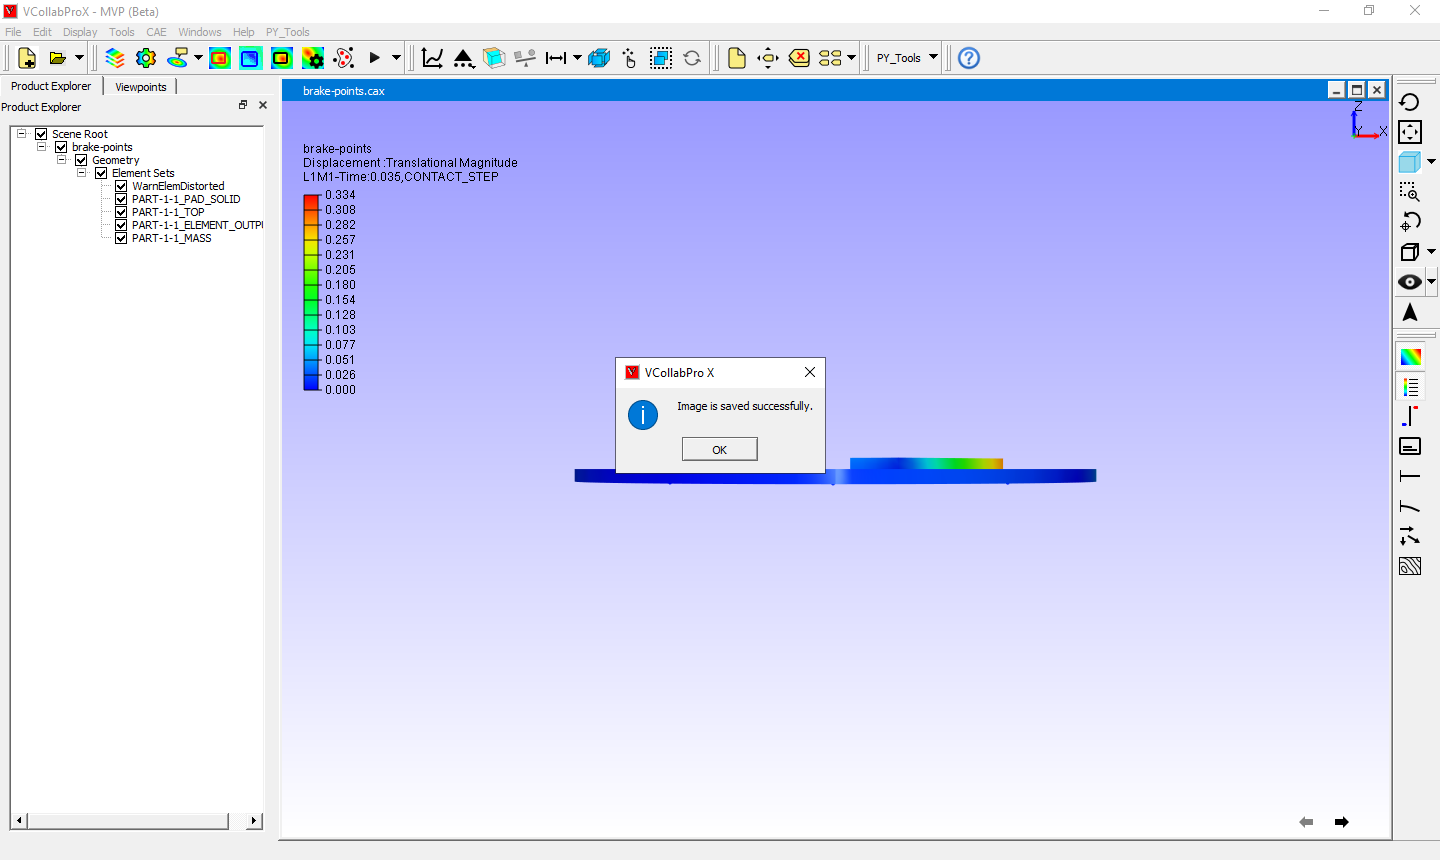 VCollabProX - MVP (Beta)
File Edit Display Tools CAE Windows Help PY_Tools
PY_Tools
Product Explorer Viewpoints
Product Explorer
Scene Root
brake-points
Geometry
Element Sets
WarnElemDistorted
PART-1-1_PAD_SOLID
PART-1-1_TOP
PART-1-1_ELEMENT_OUTPU
PART-1-1_MASS
brake-points.cax
Z
Y X
brake-points
Displacement :Translational Magnitude
L1M1-Time:0.035,CONTACT_STEP
0.334
0.308
0.282
0.257
0.231
0.205
0.180
0.154
0.128
0.103
0.077
0.051
0.026
0.000
VCollabPro X
Image is saved successfully.
OK